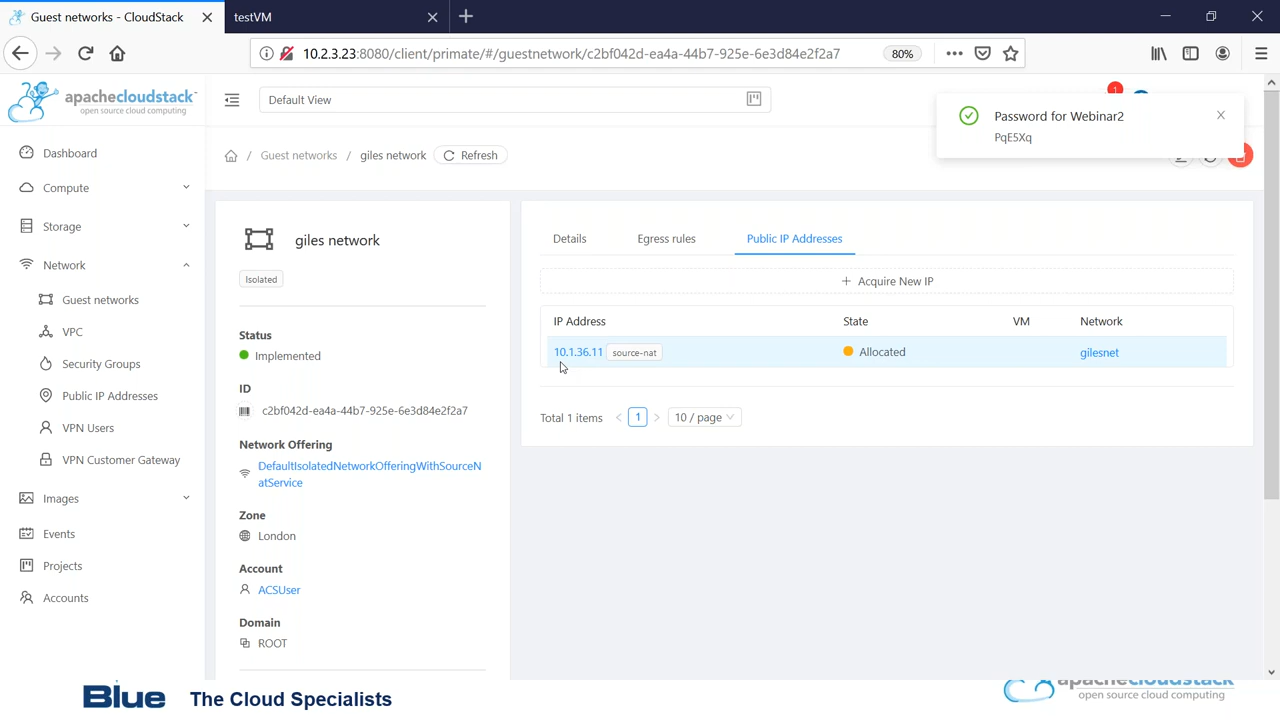 Guest networks - CloudStack
testVM
10.2.3.23:8080/client/primate/#/guestnetwork/c2bf042d-ea4a-44b7-925e-6e3d84e2f2a7
80%
apachecloudstack™
open source cloud computing
Default View
1
Password for Webinar2
PqE5Xq
Guest networks / giles network
Refresh
Dashboard
Compute
Storage
Network
Guest networks
VPC
Security Groups
Public IP Addresses
VPN Users
VPN Customer Gateway
Images
Events
Projects
Accounts
giles network
Isolated
Status
Implemented
ID
c2bf042d-ea4a-44b7-925e-6e3d84e2f2a7
Network Offering
DefaultIsolatedNetworkOfferingWithSourceN
atService
Zone
London
Account
ACSUser
Domain
ROOT
Details
Egress rules
Public IP Addresses
+ Acquire New IP
IP Address State VM Network
10.1.36.11 source-nat Allocated gilesnet
Total 1 items < 1 > 10 / page
Blue The Cloud Specialists
apachecloudstack
open source cloud computing